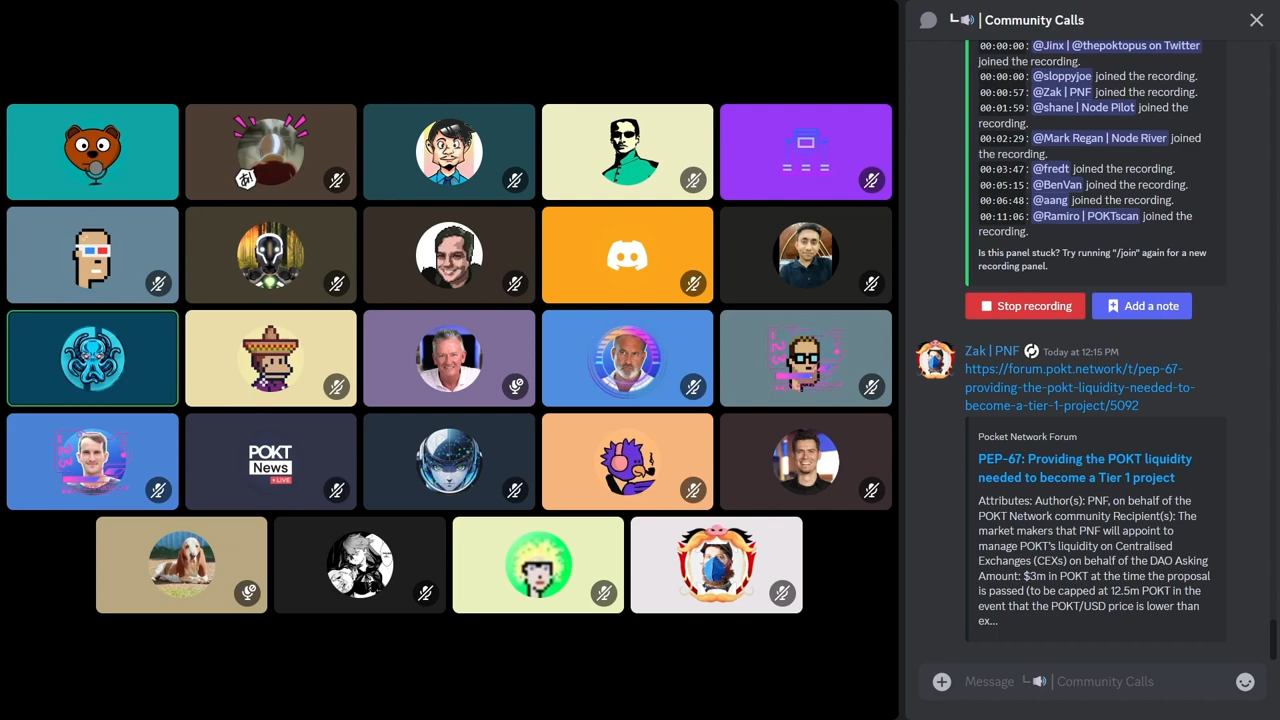 あ
POKT
News
LIVE
| Community Calls
00:00:00: @Jinx | @thepoktopus on Twitter
joined the recording.
00:00:00: @sloppyjoe joined the recording.
00:00:57: @Zak | PNF joined the recording.
00:01:59: @shane | Node Pilot joined the
recording.
00:02:29: @Mark Regan | Node River joined
the recording.
00:03:47: @fredt joined the recording.
00:05:15: @BenVan joined the recording.
00:06:48: @aang joined the recording.
00:11:06: @Ramiro | POKTscan joined the
recording.
Is this panel stuck? Try running "/join" again for a new
recording panel.
Stop recording
Add a note
Zak | PNF Today at 12:15 PM
https://forum.pokt.network/t/pep-67-
providing-the-pokt-liquidity-needed-to-
become-a-tier-1-project/5092
Pocket Network Forum
PEP-67: Providing the POKT liquidity
needed to become a Tier 1 project
Attributes: Author(s): PNF, on behalf of the
POKT Network community Recipient(s): The
market makers that PNF will appoint to
manage POKT's liquidity on Centralised
Exchanges (CEXs) on behalf of the DAO Asking
Amount: $3m in POKT at the time the proposal
is passed (to be capped at 12.5m POKT in the
event that the POKT/USD price is lower than
ex...
Message | Community Calls